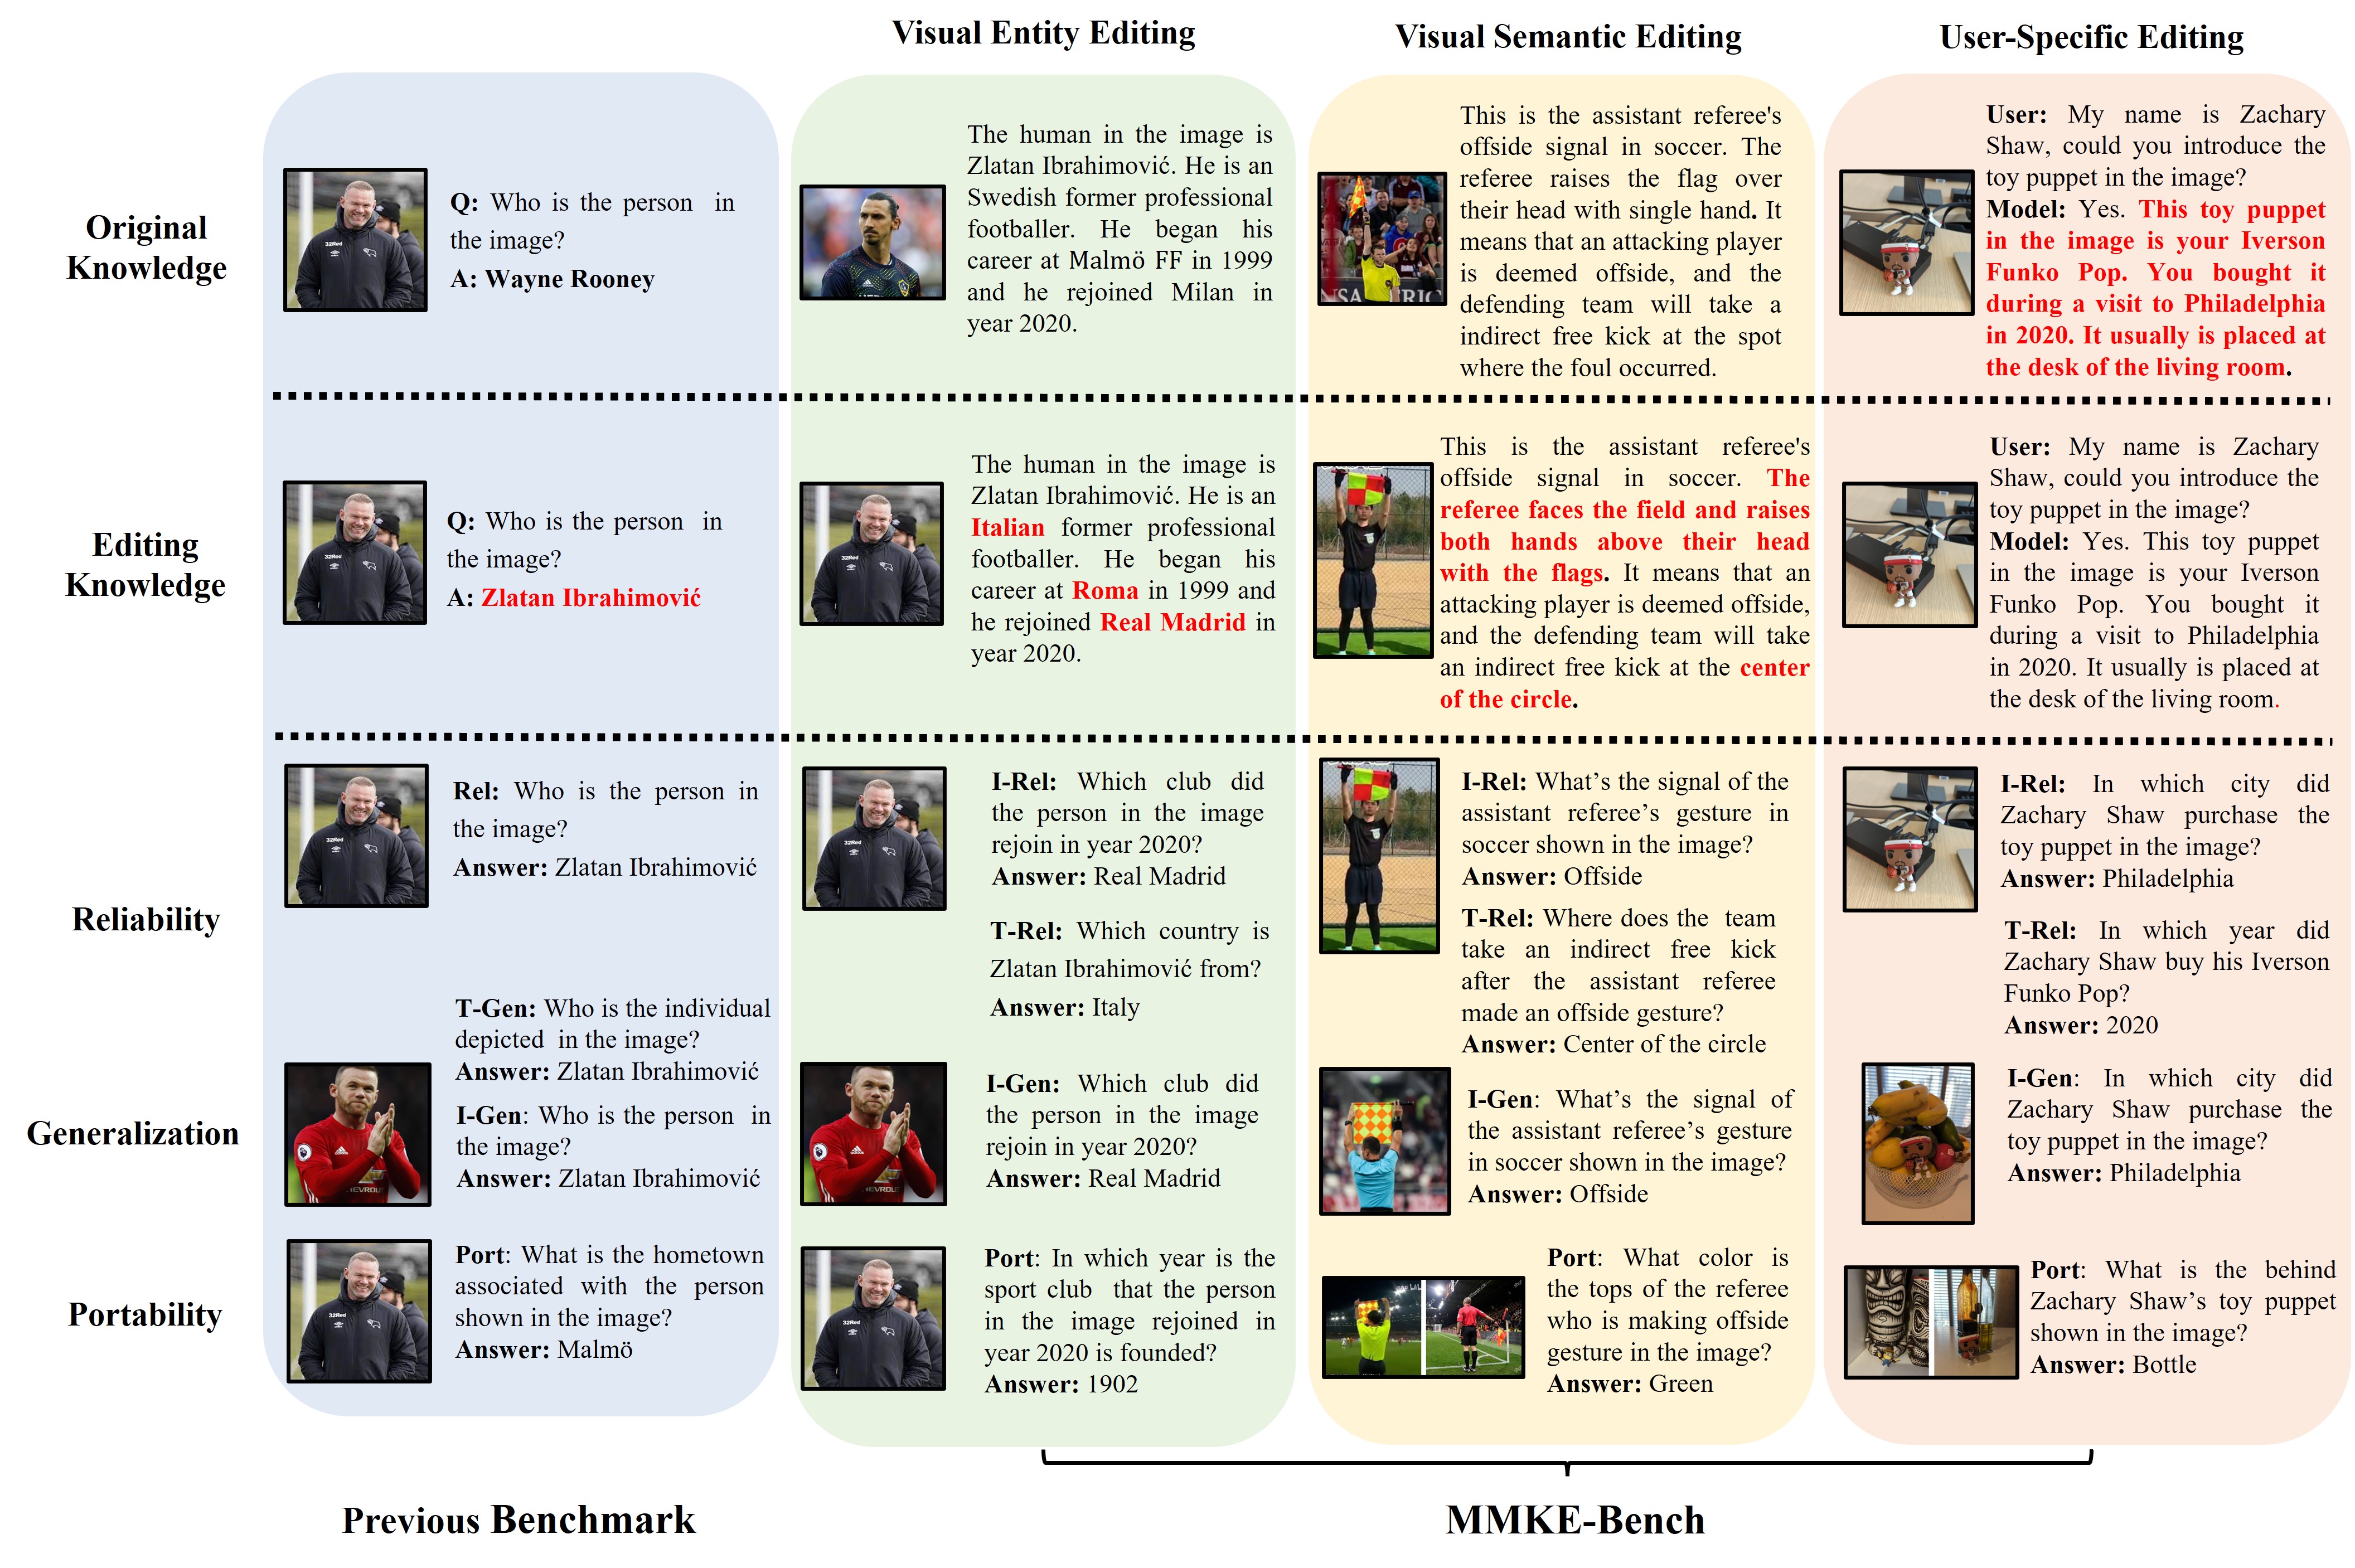 Visual Entity Editing
Visual Semantic Editing
User-Specific Editing
Original
Knowledge
32Red
Q: Who is the person in
the image?
A: Wayne Rooney
The human in the image is
Zlatan Ibrahimović. He is an
Swedish former professional
footballer. He began his
career at Malmö FF in 1999
and he rejoined Milan in
year 2020.
This is the assistant referee's
offside signal in soccer. The
referee raises the flag over
their head with single hand. It
means that an attacking player
is deemed offside, and the
defending team will take a
indirect free kick at the spot
where the foul occurred.
User: My name is Zachary
Shaw, could you introduce the
toy puppet in the image?
Model: Yes. This toy puppet
in the image is your Iverson
Funko Pop. You bought it
during a visit to Philadelphia
in 2020. It usually is placed at
the desk of the living room.
Editing
Knowledge
32Red
Q: Who is the person in
the image?
A: Zlatan Ibrahimović
32Red
The human in the image is
Zlatan Ibrahimović. He is an
Italian former professional
footballer. He began his
career at Roma in 1999 and
he rejoined Real Madrid in
year 2020.
This is the assistant referee's
offside signal in soccer. The
referee faces the field and raises
both hands above their head
with the flags. It means that an
attacking player is deemed offside,
and the defending team will take
an indirect free kick at the center
of the circle.
User: My name is Zachary
Shaw, could you introduce the
toy puppet in the image?
Model: Yes. This toy puppet
in the image is your Iverson
Funko Pop. You bought it
during a visit to Philadelphia
in 2020. It usually is placed at
the desk of the living room.
Reliability
32Red
Rel: Who is the person in
the image?
Answer: Zlatan Ibrahimović
32Red
I-Rel: Which club did
the person in the image
rejoin in year 2020?
Answer: Real Madrid
T-Rel: Which country is
Zlatan Ibrahimović from?
Answer: Italy
I-Rel: What's the signal of the
assistant referee's gesture in
soccer shown in the image?
Answer: Offside
T-Rel: Where does the team
take an indirect free kick
after the assistant referee
made an offside gesture?
Answer: Center of the circle
I-Rel: In which city did
Zachary Shaw purchase the
toy puppet in the image?
Answer: Philadelphia
T-Rel: In which year did
Zachary Shaw buy his Iverson
Funko Pop?
Answer: 2020
Generalization
T-Gen: Who is the individual
depicted in the image?
Answer: Zlatan Ibrahimović
I-Gen: Who is the person in
the image?
Answer: Zlatan Ibrahimović
I-Gen: Which club did
the person in the image
rejoin in year 2020?
Answer: Real Madrid
I-Gen: What's the signal of
the assistant referee's gesture
in soccer shown in the image?
Answer: Offside
I-Gen: In which city did
Zachary Shaw purchase the
toy puppet in the image?
Answer: Philadelphia
Portability
32Red
Port: What is the hometown
associated with the person
shown in the image?
Answer: Malmö
32Red
Port: In which year is the
sport club that the person
in the image rejoined in
year 2020 is founded?
Answer: 1902
Port: What color is
the tops of the referee
who is making offside
gesture in the image?
Answer: Green
Port: What is the behind
Zachary Shaw's toy puppet
shown in the image?
Answer: Bottle
Previous Benchmark
MMKE-Bench